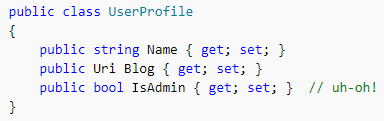 public class UserProfile
{
    public string Name { get; set; }
    public Uri Blog { get; set; }
    public bool IsAdmin { get; set; }  // uh-oh!
}